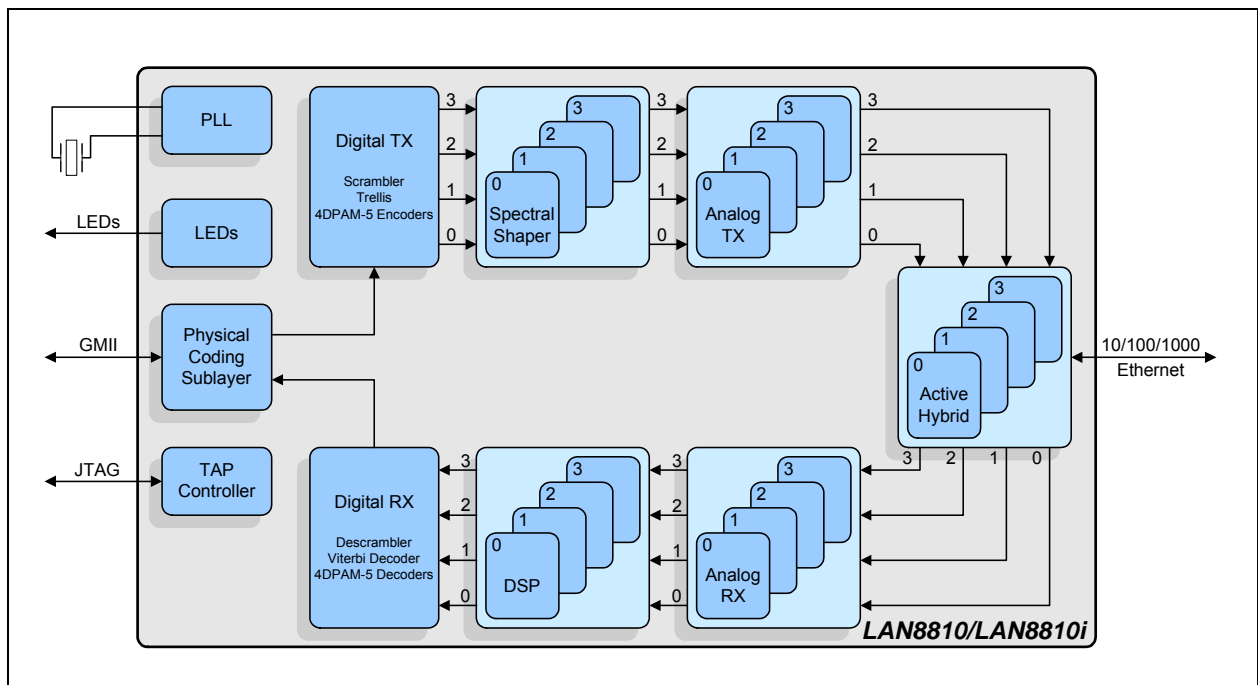 PLL
LEDs
LEDs
GMII
Physical
Coding
Sublayer
JTAG
TAP
Controller
Digital TX
Scrambler
Trellis
4DPAM-5 Encoders
3
2
1
0
3
2
1
0
Spectral
Shaper
3
2
1
0
3
2
1
0
Analog
TX
3
2
1
0
3
2
1
0
Active
Hybrid
10/100/1000
Ethernet
3
2
1
0
Digital RX
Descrambler
Viterbi Decoder
4DPAM-5 Decoders
3
2
1
0
3
2
1
0
DSP
3
2
1
0
3
2
1
0
Analog
RX
LAN8810/LAN8810i